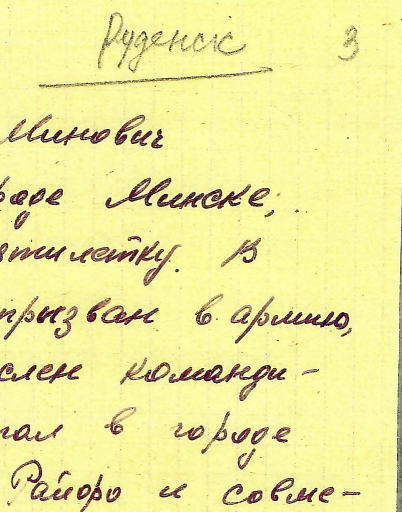 Руденск 3
Минович
роде Минске,
ятилетку. В
призван в армию,
слен команди-
гал в городе
Райоро и совме-